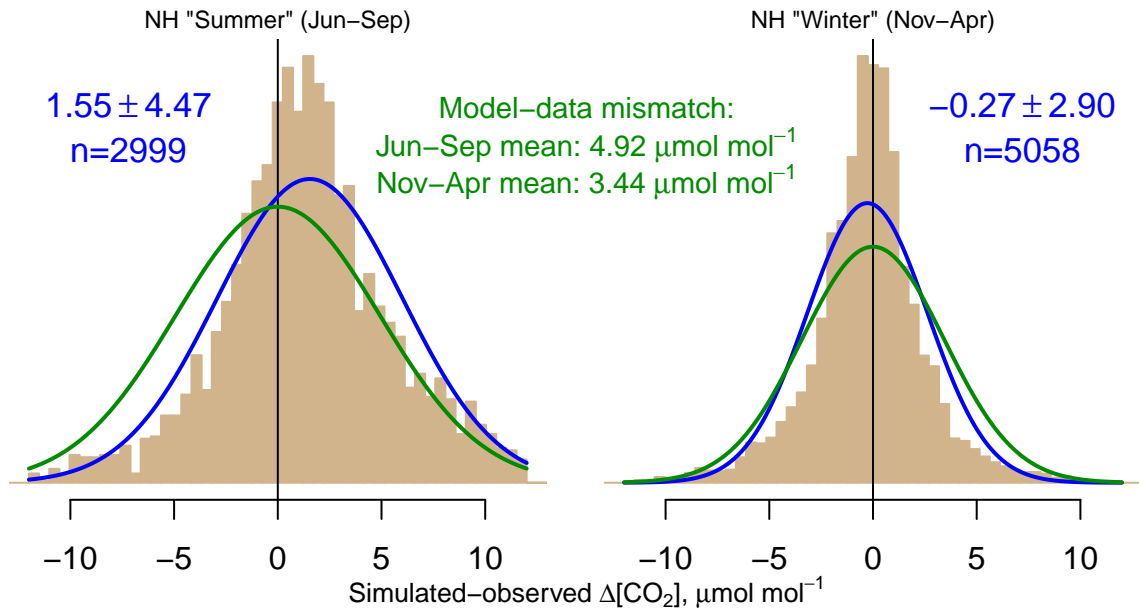 NH "Summer" (Jun−Sep)
NH "Winter" (Nov−Apr)
1.55 ± 4.47
n=2999
Model−data mismatch:
Jun−Sep mean: 4.92 μmol mol⁻¹
Nov−Apr mean: 3.44 μmol mol⁻¹
−0.27 ± 2.90
n=5058
−10 −5 0 5 10
−10 −5 0 5 10
Simulated−observed Δ[CO₂], μmol mol⁻¹